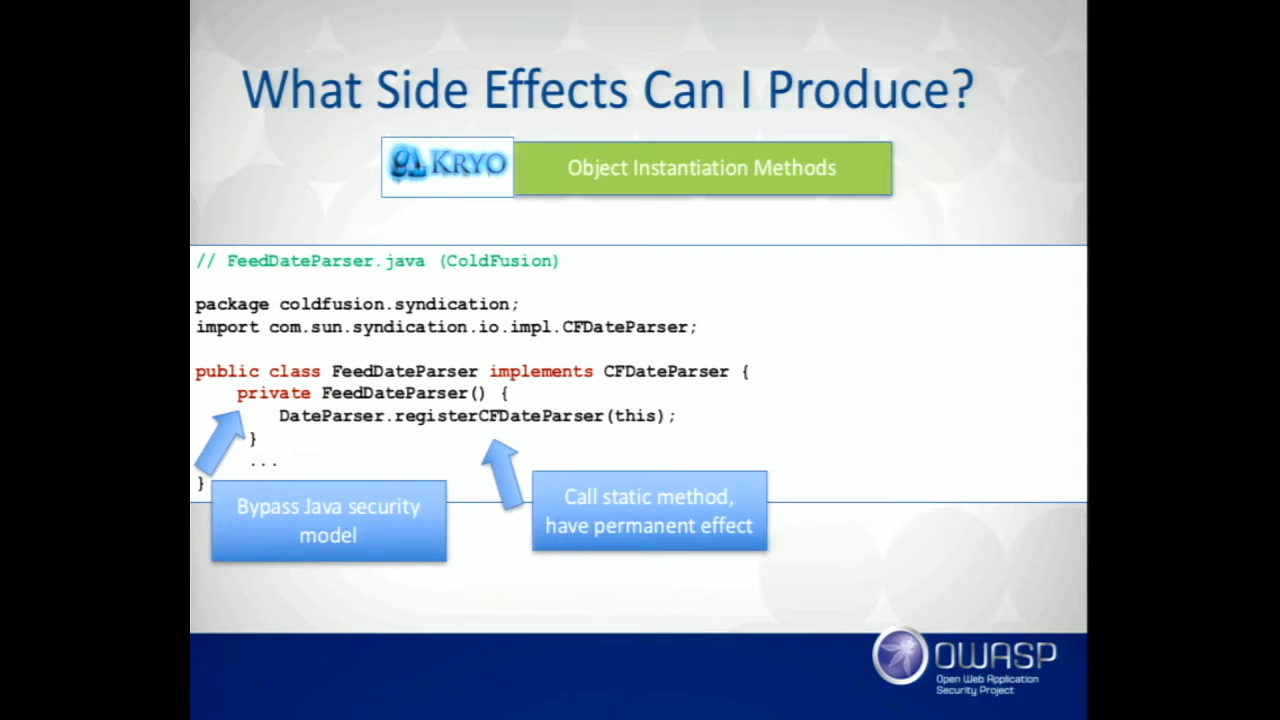 What Side Effects Can I Produce?
KRYO
Object Instantiation Methods
// FeedDateParser.java (ColdFusion)
package coldfusion.syndication;
import com.sun.syndication.io.impl.CFDateParser;
public class FeedDateParser implements CFDateParser {
private FeedDateParser() {
DateParser.registerCFDateParser(this);
}
...
}
Bypass Java security
model
Call static method,
have permanent effect
OWASP
Open Web Application
Security Project